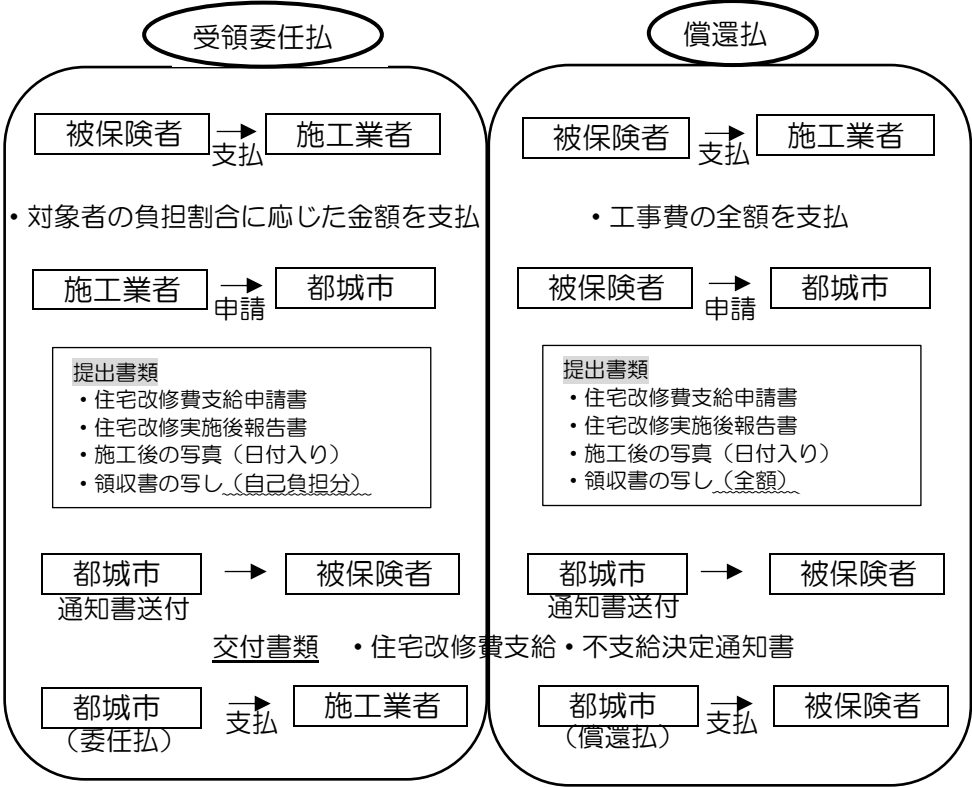 受領委任払
被保険者
支払
施工業者
・対象者の負担割合に応じた金額を支払
施工業者
申請
都城市
提出書類
・住宅改修費支給申請書
・住宅改修実施後報告書
・施工後の写真（日付入り）
・領収書の写し（自己負担分）
都城市
通知書送付
被保険者
償還払
被保険者
支払
施工業者
・工事費の全額を支払
被保険者
申請
都城市
提出書類
・住宅改修費支給申請書
・住宅改修実施後報告書
・施工後の写真（日付入り）
・領収書の写し（全額）
都城市
通知書送付
被保険者
交付書類　・住宅改修費支給・不支給決定通知書
都城市
（委任払）
支払
施工業者
都城市
（償還払）
支払
被保険者